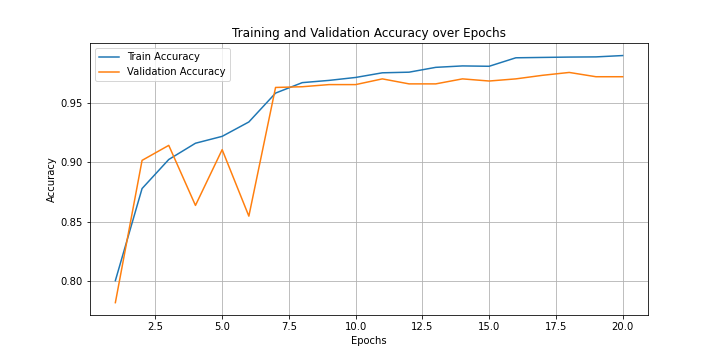 Training and Validation Accuracy over Epochs
Train Accuracy
Validation Accuracy
0.95
0.90
0.85
0.80
Accuracy
2.5 5.0 7.5 10.0 12.5 15.0 17.5 20.0
Epochs